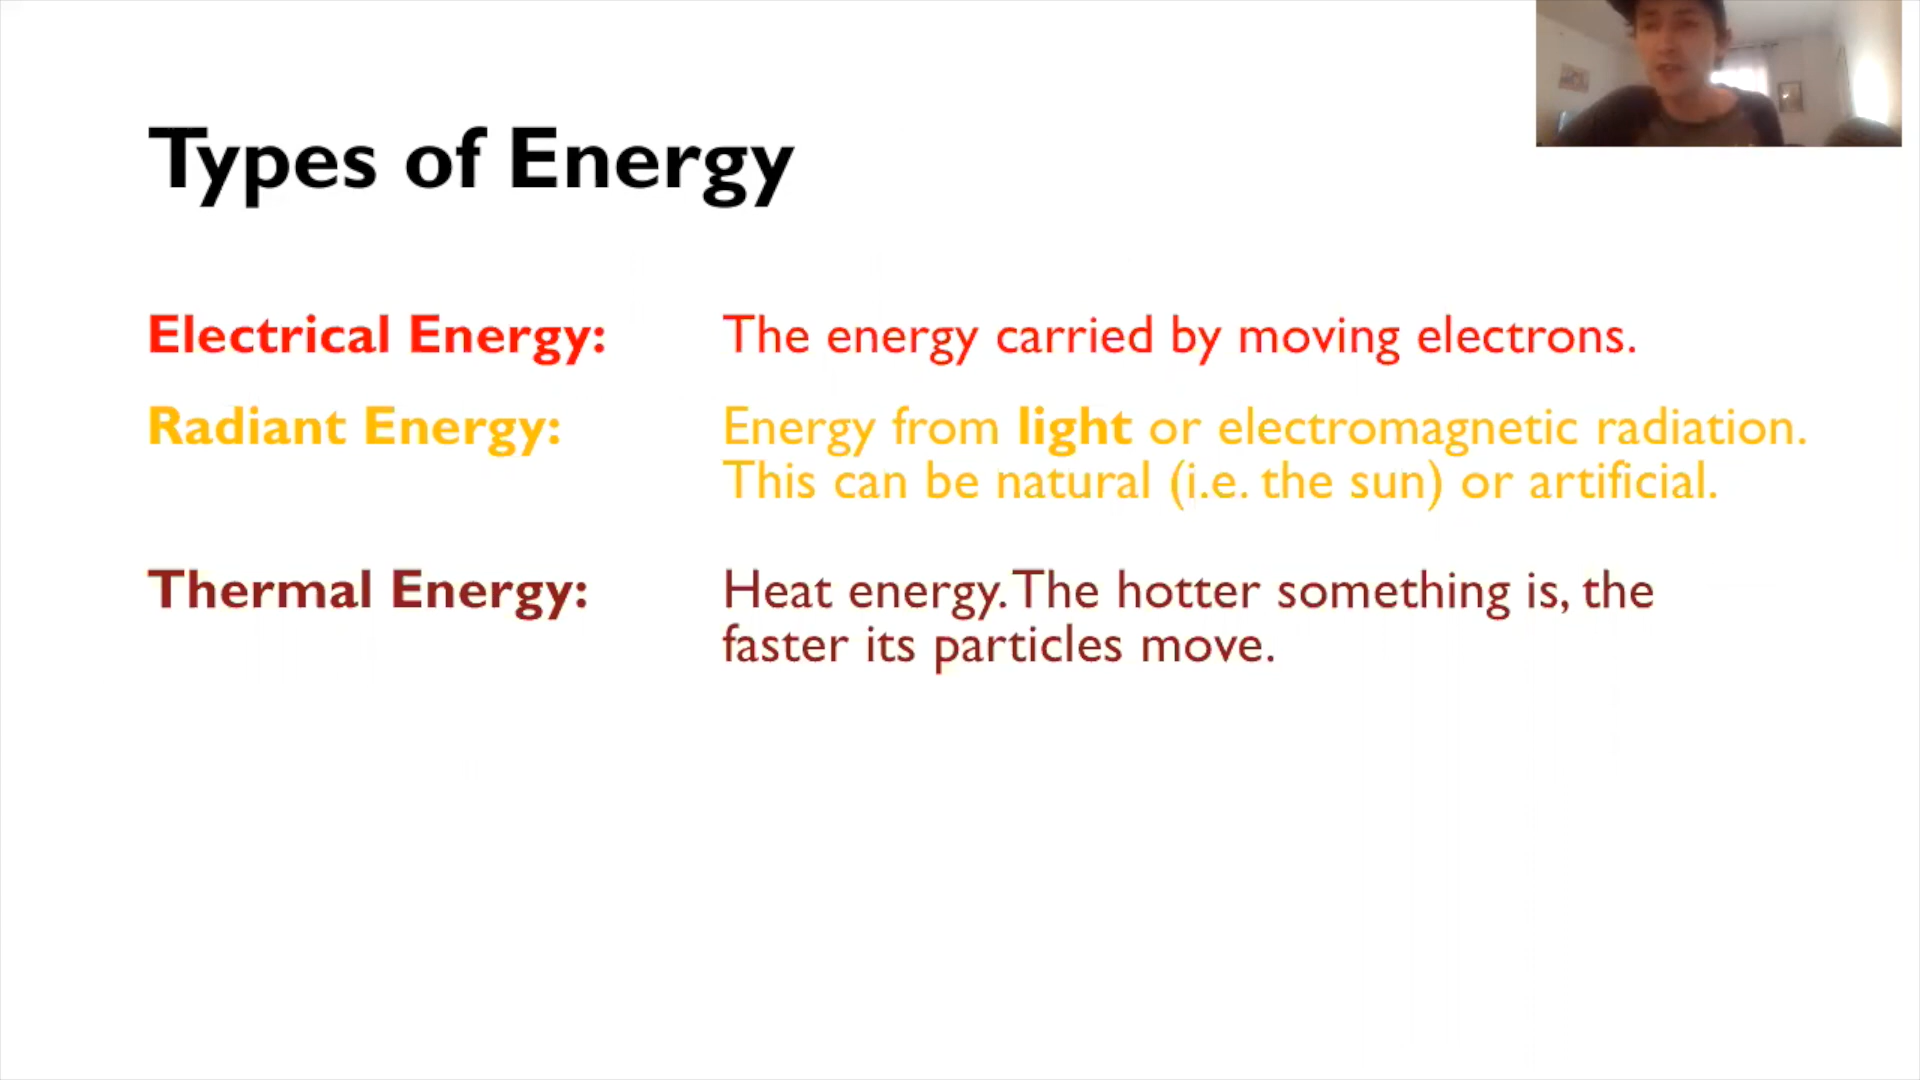 Types of Energy
Electrical Energy: The energy carried by moving electrons.
Radiant Energy: Energy from light or electromagnetic radiation.
This can be natural (i.e. the sun) or artificial.
Thermal Energy: Heat energy. The hotter something is, the
faster its particles move.